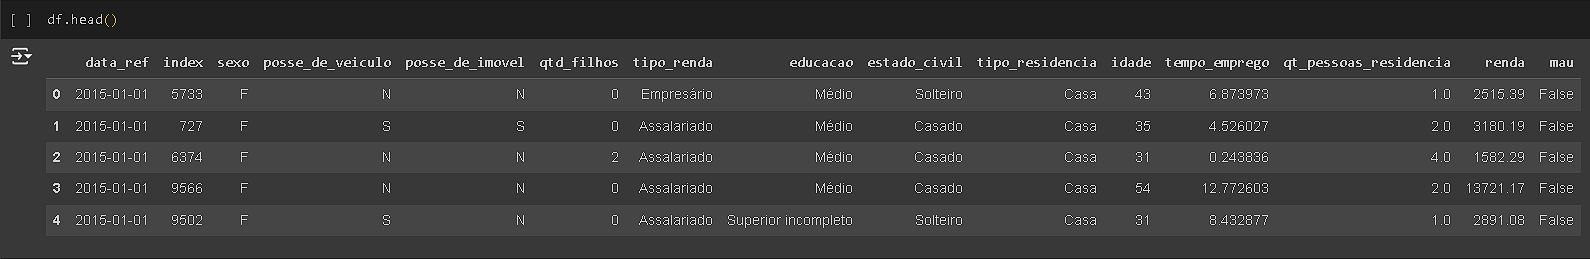 [ ] df.head()
data_ref index sexo posse_de_veiculo posse_de_imovel qtd_filhos tipo_renda educacao estado_civil tipo_residencia idade tempo_emprego qt_pessoas_residencia renda mau
0 2015-01-01 5733 F N N 0 Empresário Médio Solteiro Casa 43 6.873973 1.0 2515.39 False
1 2015-01-01 727 F S S 0 Assalariado Médio Casado Casa 35 4.526027 2.0 3180.19 False
2 2015-01-01 6374 F N N 2 Assalariado Médio Casado Casa 31 0.243836 4.0 1582.29 False
3 2015-01-01 9566 F N N 0 Assalariado Médio Casado Casa 54 12.772603 2.0 13721.17 False
4 2015-01-01 9502 F S N 0 Assalariado Superior incompleto Solteiro Casa 31 8.432877 1.0 2891.08 False